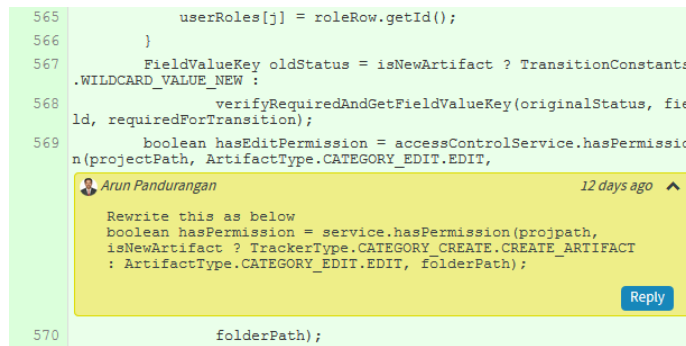 565 userRoles[j] = roleRow.getId();
566 }
567 FieldValueKey oldStatus = isNewArtifact ? TransitionConstants
.WILDCARD_VALUE_NEW :
568 verifyRequiredAndGetFieldValueKey(originalStatus, fie
ld, requiredForTransition);
569 boolean hasEditPermission = accessControlService.hasPermissio
n(projectPath, ArtifactType.CATEGORY_EDIT.EDIT,
Arun Pandurangan 12 days ago
Rewrite this as below
boolean hasPermission = service.hasPermission(projpath,
isNewArtifact ? TrackerType.CATEGORY_CREATE.CREATE_ARTIFACT
: ArtifactType.CATEGORY_EDIT.EDIT, folderPath);
Reply
570 folderPath);